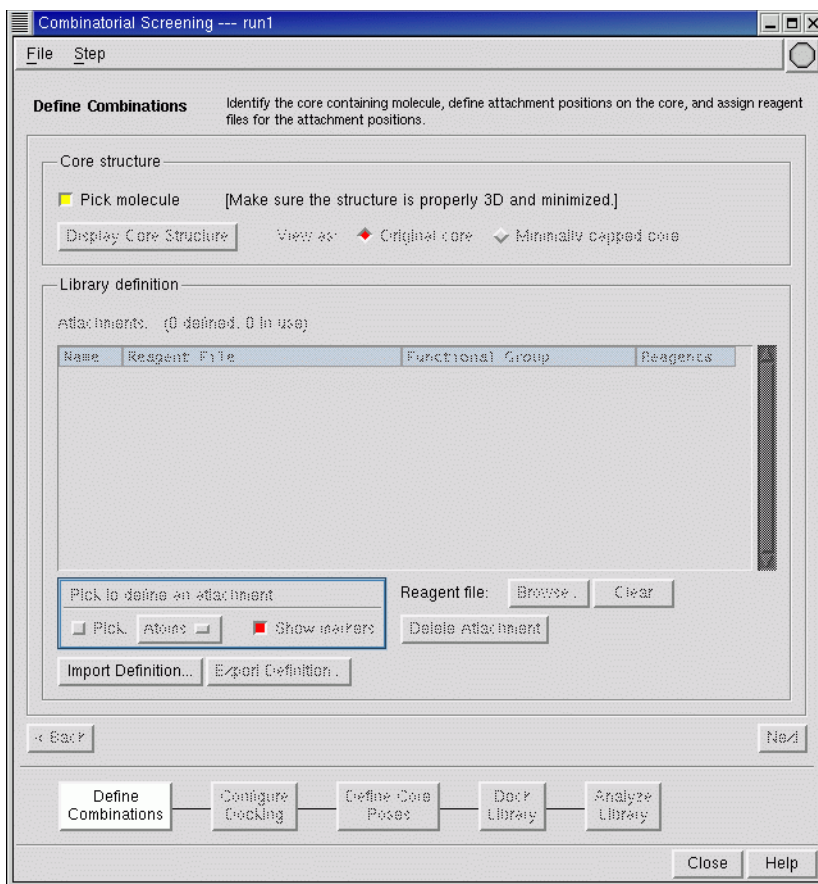 Combinatorial Screening --- run1
File Step
Define Combinations
Identify the core containing molecule, define attachment positions on the core, and assign reagent
files for the attachment positions.
Core structure
Pick molecule [Make sure the structure is properly 3D and minimized.]
Display Core Structure View as: Original core Minimally capped core
Library definition
Attachments: (0 defined, 0 in use)
Name Reagent File Functional Group Reagents
Pick to define an attachment
Reagent file: Browse... Clear
Pick: Atoms Show markers Delete Attachment
Import Definition... Export Definition...
< Back Next
Define
Combinations
Configure
Docking
Define Core
Poses
Dock
Library
Analyze
Library
Close Help